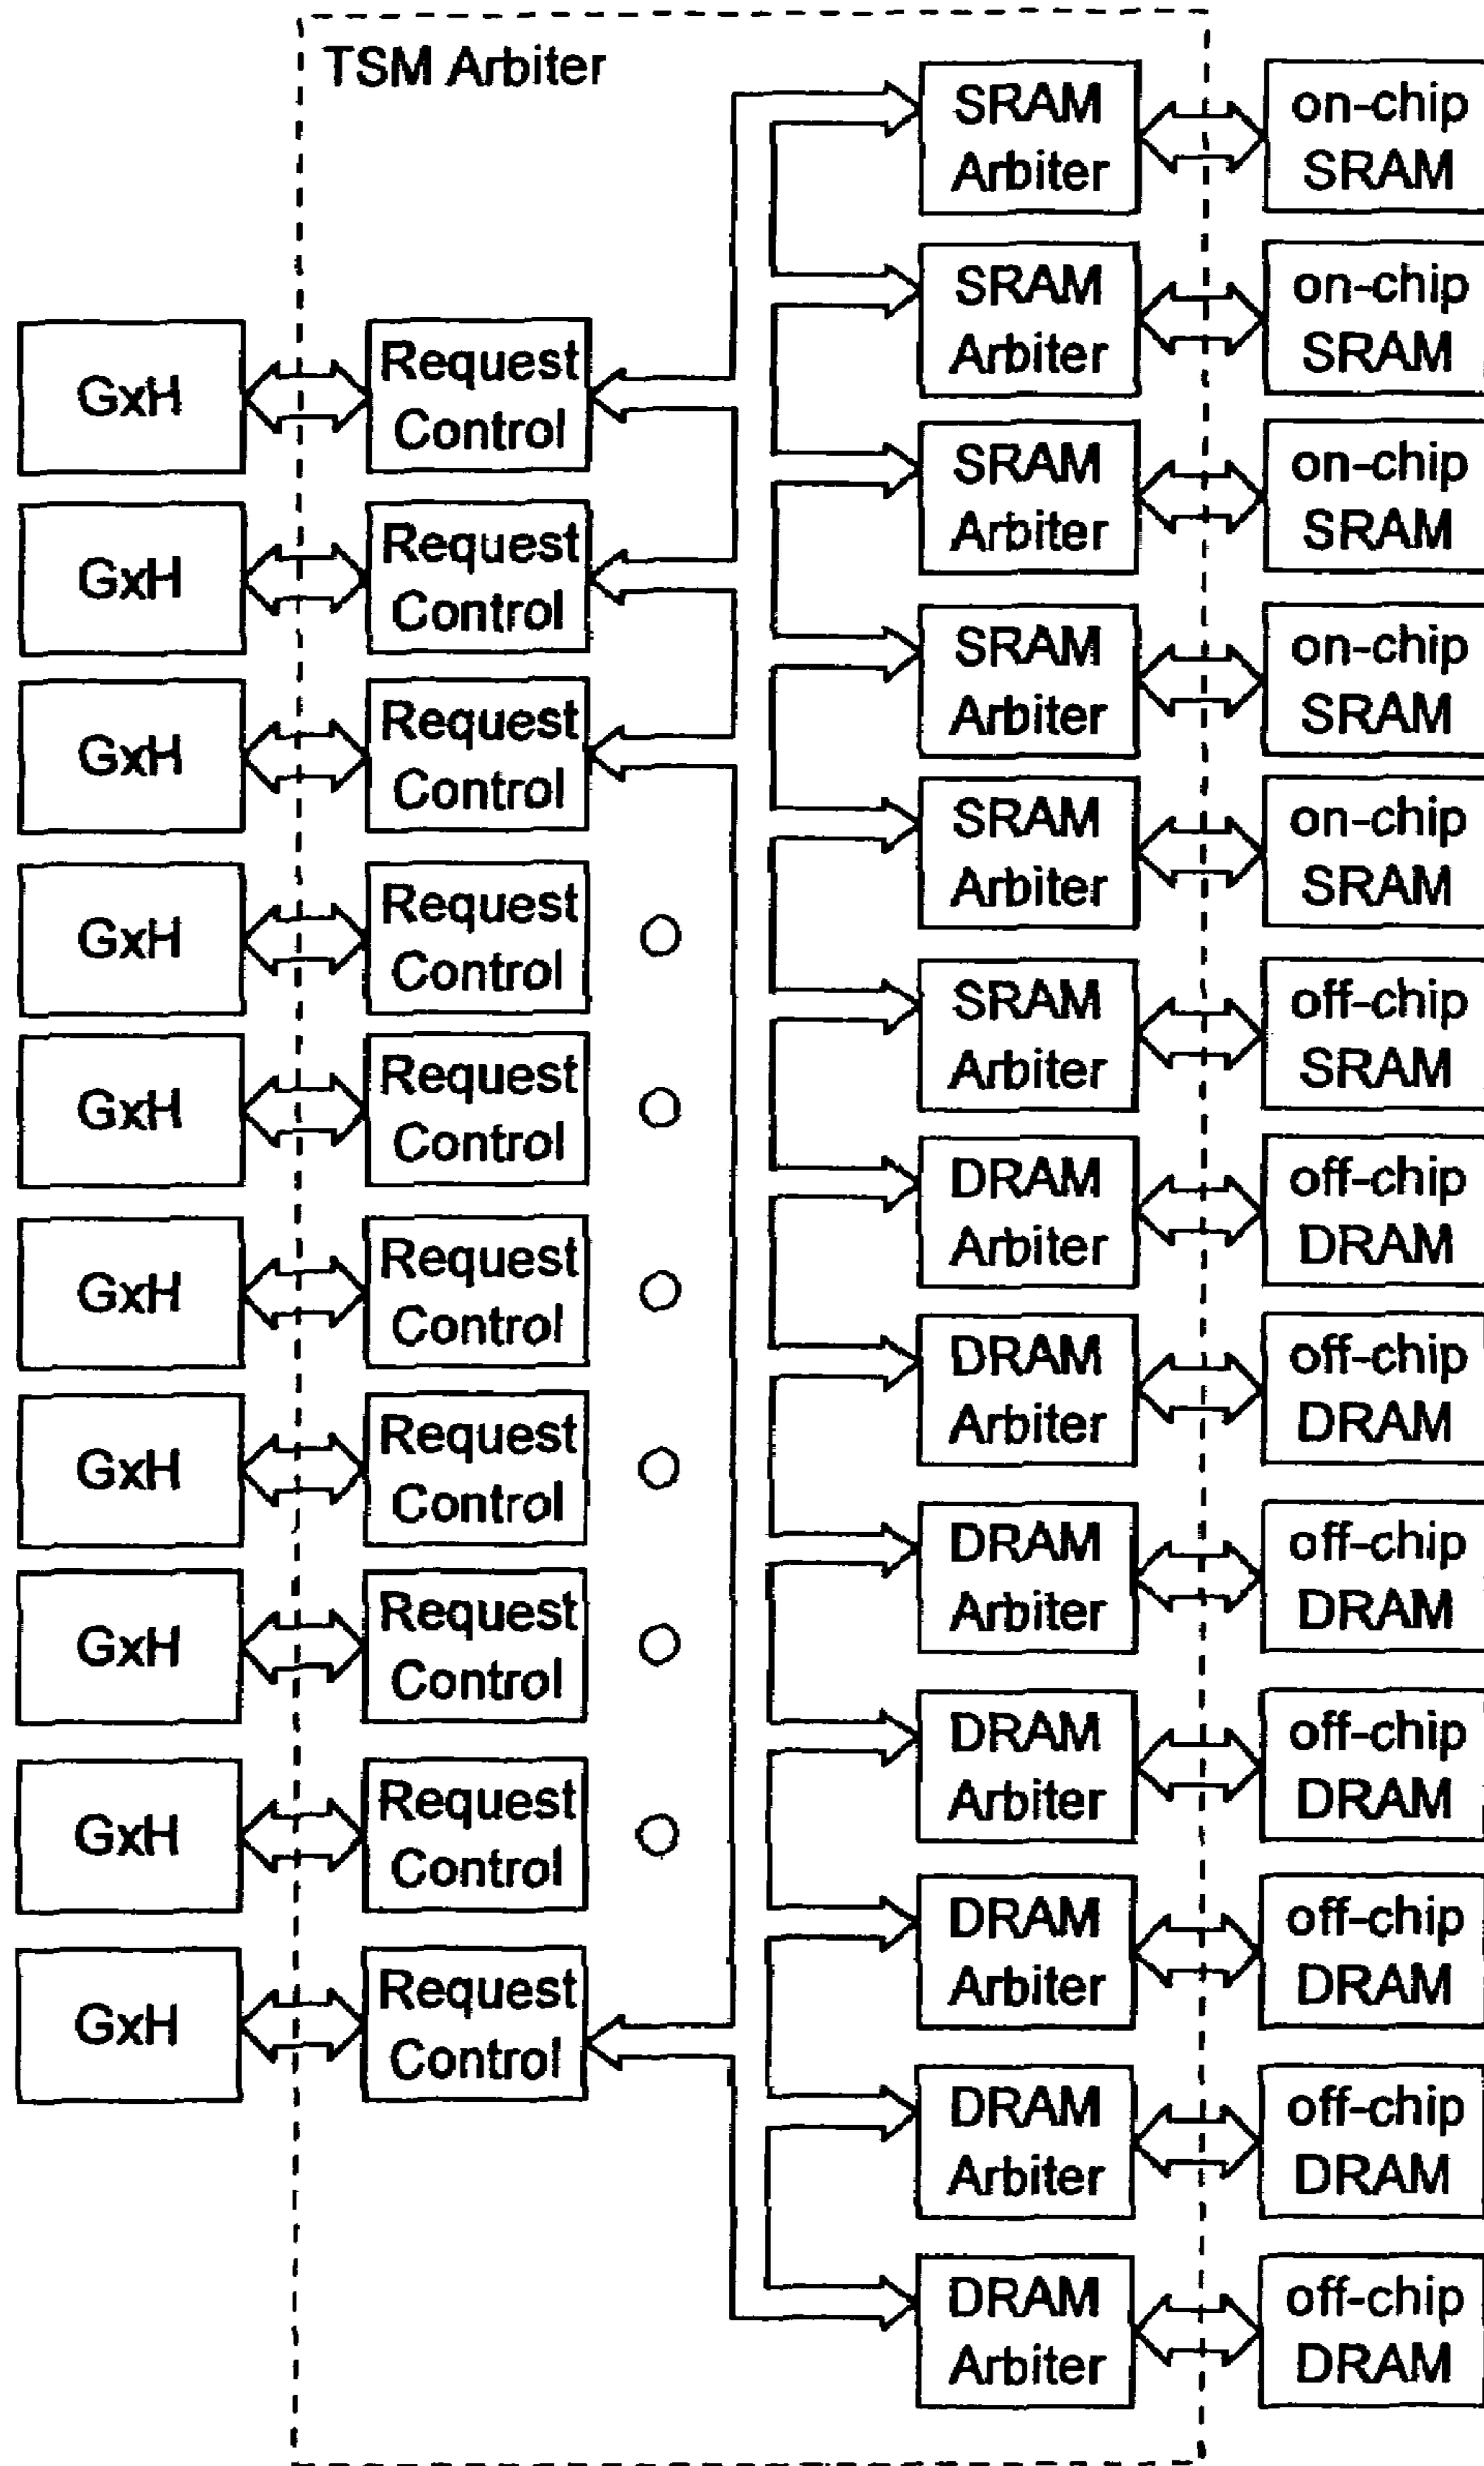 TSM Arbiter
SRAM
Arbiter
on-chip
SRAM
SRAM
Arbiter
on-chip
SRAM
GxH
Request
Control
SRAM
Arbiter
on-chip
SRAM
GxH
Request
Control
SRAM
Arbiter
on-chip
SRAM
GxH
Request
Control
SRAM
Arbiter
on-chip
SRAM
GxH
Request
Control
SRAM
Arbiter
off-chip
SRAM
GxH
Request
Control
DRAM
Arbiter
off-chip
DRAM
GxH
Request
Control
DRAM
Arbiter
off-chip
DRAM
GxH
Request
Control
DRAM
Arbiter
off-chip
DRAM
GxH
Request
Control
DRAM
Arbiter
off-chip
DRAM
GxH
Request
Control
DRAM
Arbiter
off-chip
DRAM
GxH
Request
Control
DRAM
Arbiter
off-chip
DRAM
DRAM
Arbiter
off-chip
DRAM